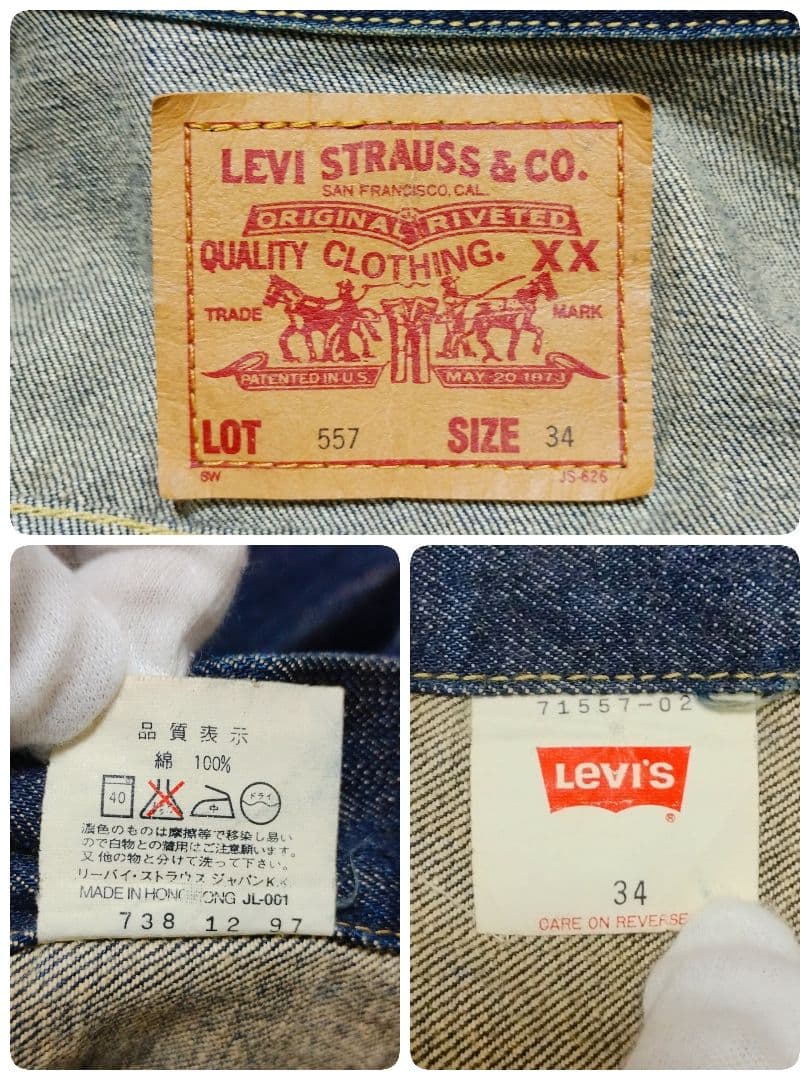 LEVI STRAUSS & CO.
SAN FRANCISCO, CAL.
ORIGINAL RIVETED
QUALITY CLOTHING. XX
TRADE MARK
PATENTED IN U.S. MAY 20 1873
LOT 557 SIZE 34
SW JS-626
品質表示
綿 100%
40 中 ドライ
濃色のものは摩擦等で移染し易い
ので白物との着用はご注意願います。
又他の物と分けて洗って下さい。
リーバイ・ストラウス ジャパンK.K.
MADE IN HONG KONG JL-001
738 12 97
71557-02
LEVI'S ®
34
CARE ON REVERSE